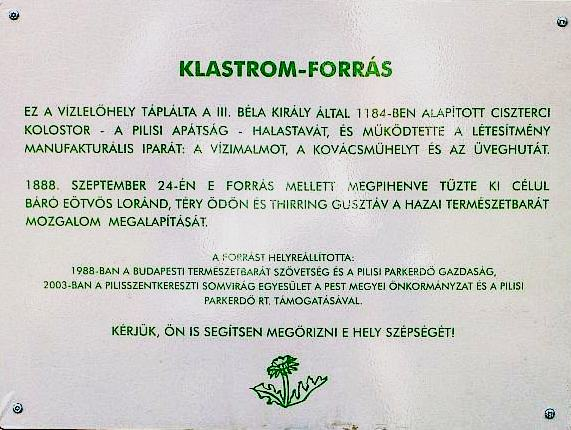 KLASTROM-FORRÁS
EZ A VÍZLELŐHELY TÁPLÁLTA A III. BÉLA KIRÁLY ÁLTAL 1184-BEN ALAPÍTOTT CISZTERCI
KOLOSTOR - A PILISI APÁTSÁG - HALASTAVÁT, ÉS MŰKÖDTETTE A LÉTESÍTMÉNY
MANUFAKTURÁLIS IPARÁT: A VÍZIMALMOT, A KOVÁCSMŰHELYT ÉS AZ ÜVEGHUTÁT.
1888. SZEPTEMBER 24-ÉN E FORRÁS MELLETT MEGPIHENVE TŰZTE KI CÉLUL
BÁRÓ EÖTVÖS LORÁND, TÉRY ÖDÖN ÉS THIRRING GUSZTÁV A HAZAI TERMÉSZETBARÁT
MOZGALOM MEGALAPÍTÁSÁT.
A FORRÁST HELYREÁLLÍTOTTA:
1988-BAN A BUDAPESTI TERMÉSZETBARÁT SZÖVETSÉG ÉS A PILISI PARKERDŐ GAZDASÁG,
2003-BAN A PILISSZENTKERESZTI SOMVIRÁG EGYESÜLET A PEST MEGYEI ÖNKORMÁNYZAT ÉS A PILISI
PARKERDŐ RT. TÁMOGATÁSÁVAL.
KÉRJÜK, ÖN IS SEGÍTSEN MEGŐRIZNI E HELY SZÉPSÉGÉT!